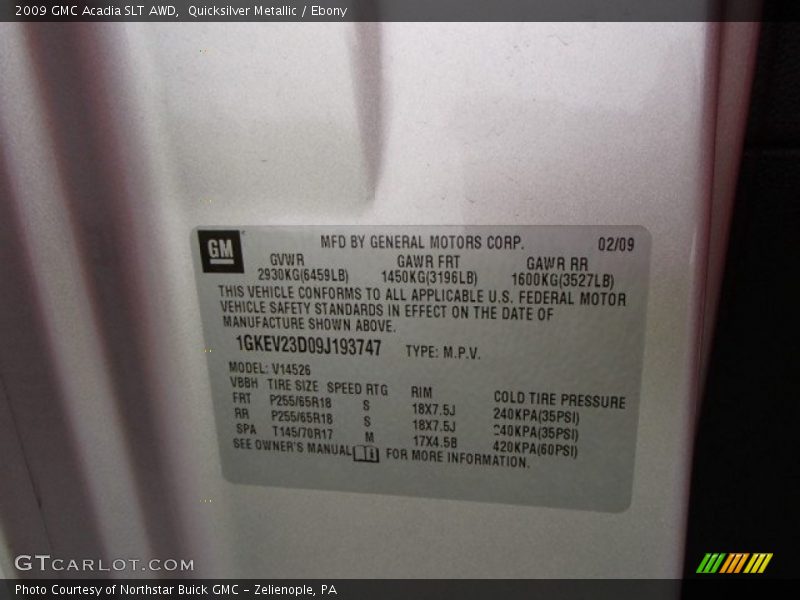 2009 GMC Acadia SLT AWD, Quicksilver Metallic / Ebony
GM
MFD BY GENERAL MOTORS CORP. 02/09
GVWR GAWR FRT GAWR RR
2930KG(6459LB) 1450KG(3196LB) 1600KG(3527LB)
THIS VEHICLE CONFORMS TO ALL APPLICABLE U.S. FEDERAL MOTOR
VEHICLE SAFETY STANDARDS IN EFFECT ON THE DATE OF
MANUFACTURE SHOWN ABOVE.
1GKEV23D09J193747 TYPE: M.P.V.
MODEL: V14526
VBBH TIRE SIZE SPEED RTG RIM COLD TIRE PRESSURE
FRT P255/65R18 S 18X7.5J 240KPA(35PSI)
RR P255/65R18 S 18X7.5J 240KPA(35PSI)
SPA T145/70R17 M 17X4.5B 420KPA(60PSI)
SEE OWNER'S MANUAL FOR MORE INFORMATION.
GTCARLOT.COM
Photo Courtesy of Northstar Buick GMC - Zelienople, PA